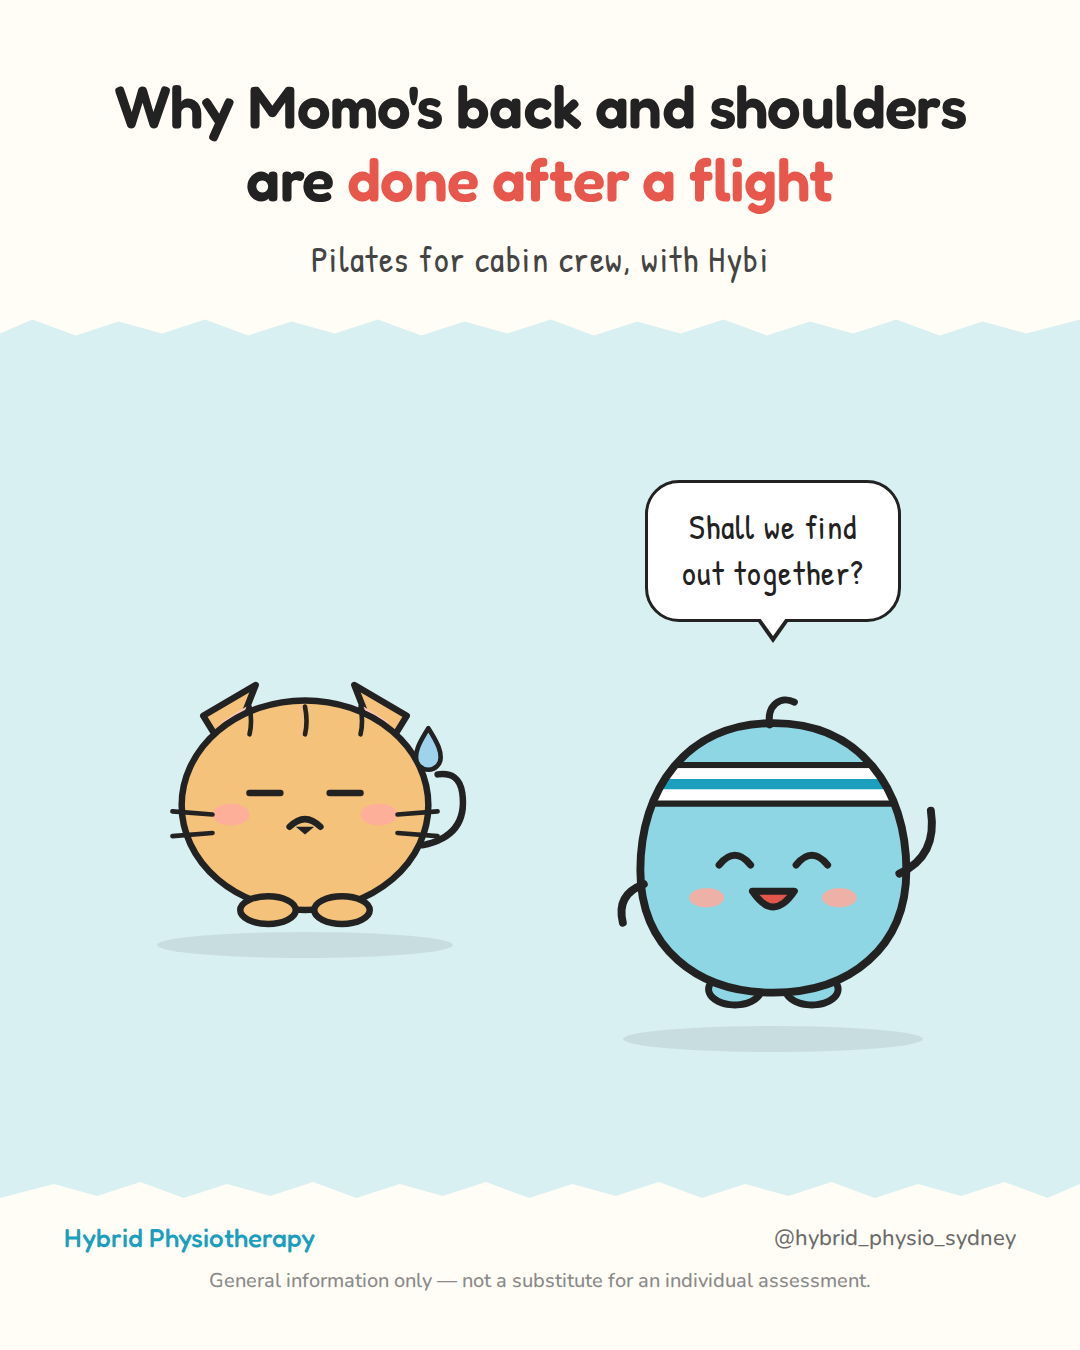 Why Momo's back and shoulders
are done after a flight
Pilates for cabin crew, with Hybi
Shall we find
out together?
Hybrid Physiotherapy
@hybrid_physio_sydney
General information only — not a substitute for an individual assessment.